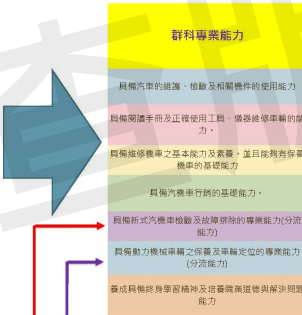 群科專業能力
具備汽車的維護、檢驗及相關機件的使用能力
具備閱讀手冊及正確使用工具、儀器維修車輛的能
力。
具備維修機車之基本能力及素養。並且能夠有保養
機車的基礎能力
具備汽機車行銷的基礎能力。
具備新式汽機車檢驗及故障排除的專業能力(分流
能力)
具備動力機械車輛之保養及車輪定位的專業能力
(分流能力)
養成具備終身學習精神及培養職業道德與解決問題
能力